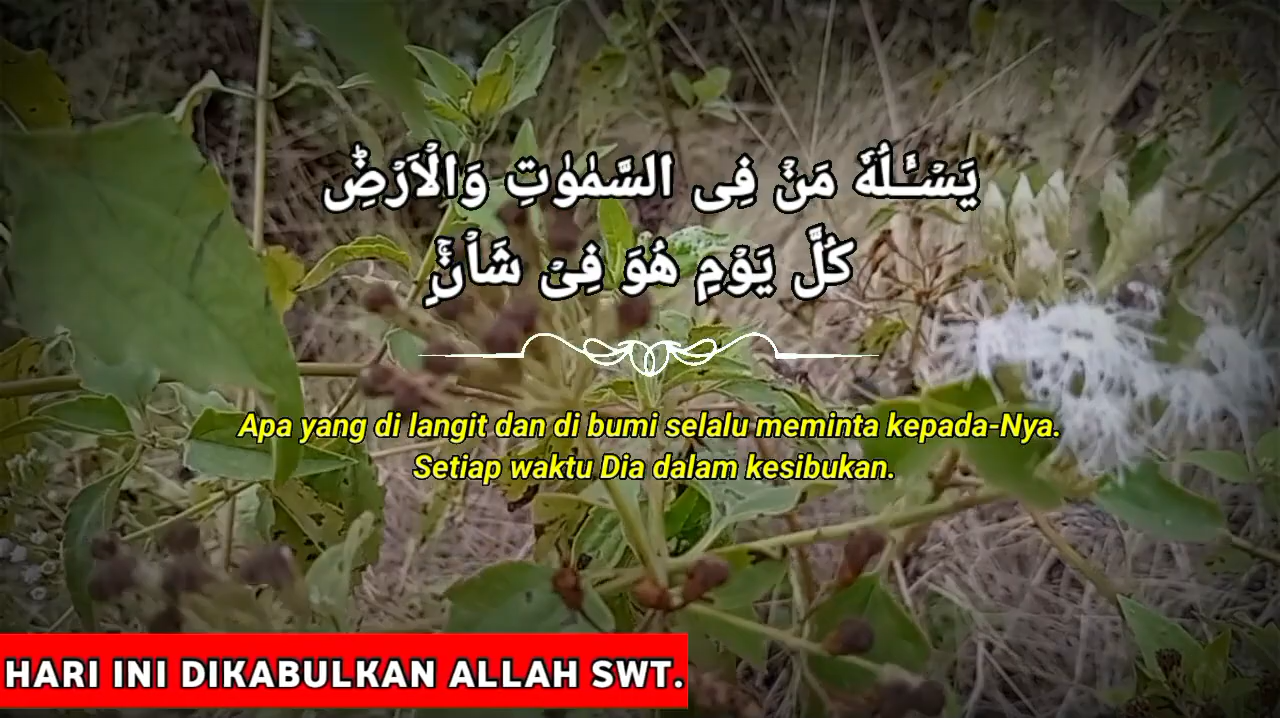 يَسْـَٔلُهٗ مَنْ فِى السَّمٰوٰتِ وَالْاَرْضِۗ
كُلَّ يَوْمٍ هُوَ فِيْ شَأْنٍۚ
Apa yang di langit dan di bumi selalu meminta kepada-Nya.
Setiap waktu Dia dalam kesibukan.
HARI INI DIKABULKAN ALLAH SWT.